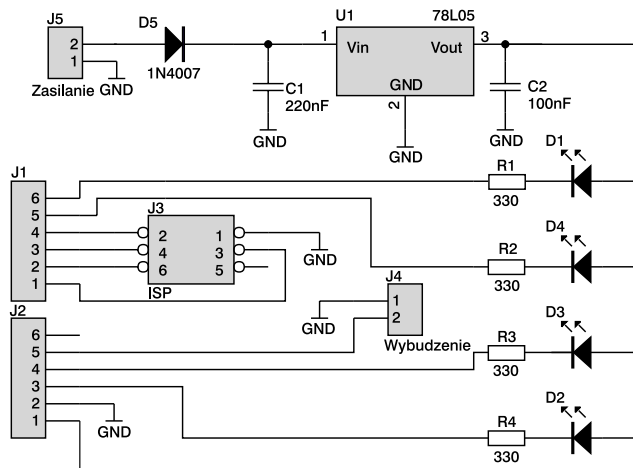 J5
2
1
Zasilanie
GND
D5
1N4007
C1
220nF
GND
U1
78L05
1
Vin
Vout
3
GND
2
GND
C2
100nF
GND
J1
6
5
4
3
2
1
J3
2
1
4
3
6
5
ISP
GND
J4
1
2
GND
Wybudzenie
J2
6
5
4
3
2
1
GND
R1
330
D1
R2
330
D4
R3
330
D3
R4
330
D2